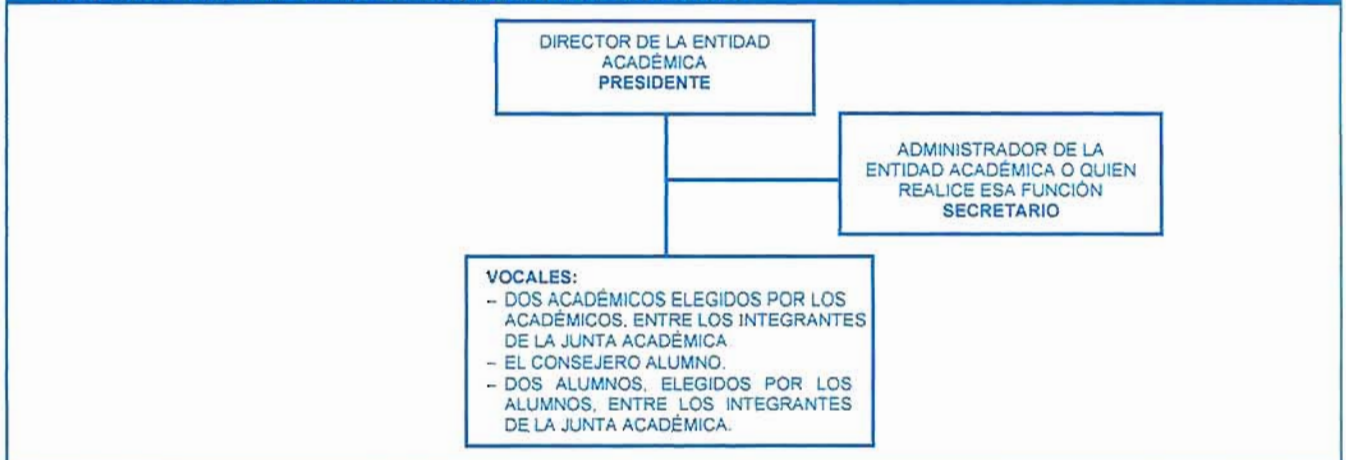 DIRECTOR DE LA ENTIDAD
ACADÉMICA
PRESIDENTE
ADMINISTRADOR DE LA
ENTIDAD ACADÉMICA O QUIEN
REALICE ESA FUNCIÓN
SECRETARIO
VOCALES:
– DOS ACADÉMICOS ELEGIDOS POR LOS
ACADÉMICOS, ENTRE LOS INTEGRANTES
DE LA JUNTA ACADÉMICA
– EL CONSEJERO ALUMNO.
– DOS ALUMNOS, ELEGIDOS POR LOS
ALUMNOS, ENTRE LOS INTEGRANTES
DE LA JUNTA ACADÉMICA.